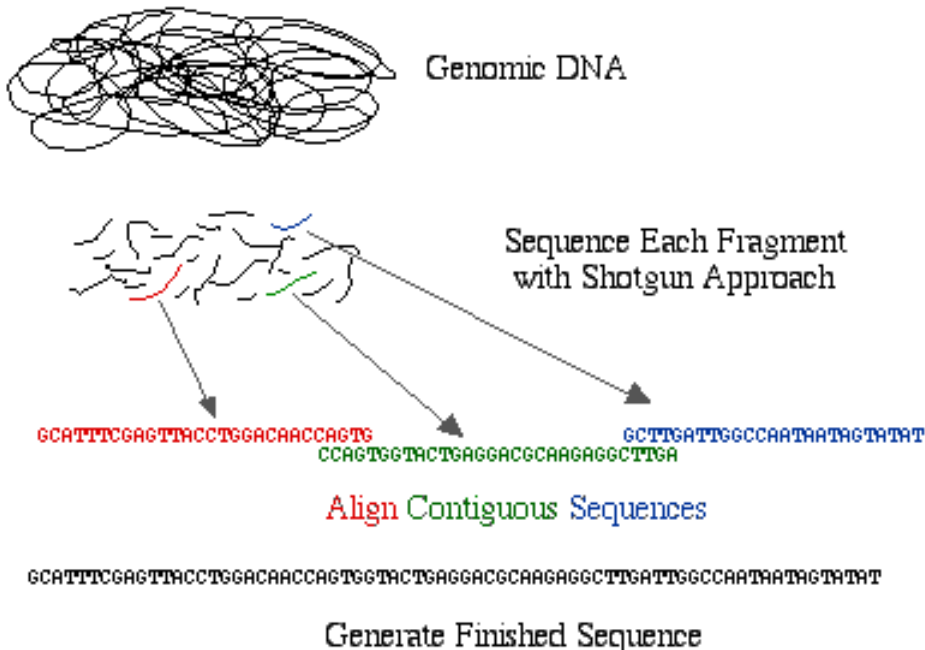 Genomic DNA
Sequence Each Fragment
with Shotgun Approach
GCATTTCGAGTTACCTGGACAACCAGTG
GCTTGATTGGCCAATAATAGTATAT
CCAGTGGTACTGAGGACGCAAGAGGCTTGA
Align Contiguous Sequences
GCATTTCGAGTTACCTGGACAACCAGTGGTACTGAGGACGCAAGAGGCTTGATTGGCCAATAATAGTATAT
Generate Finished Sequence